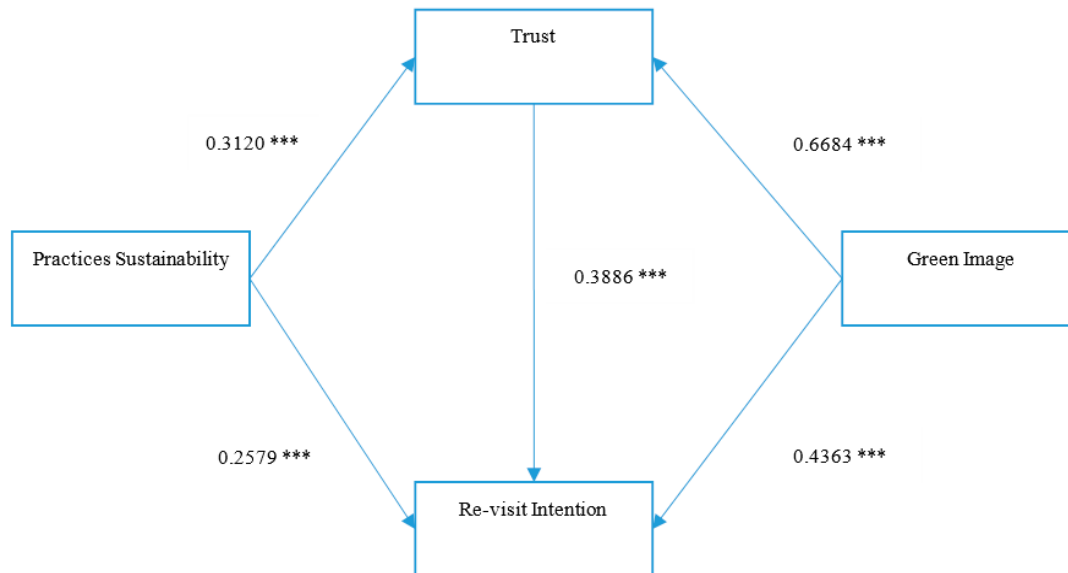 Trust
0.3120 ***
0.6684 ***
Practices Sustainability
0.3886 ***
Green Image
0.2579 ***
0.4363 ***
Re-visit Intention